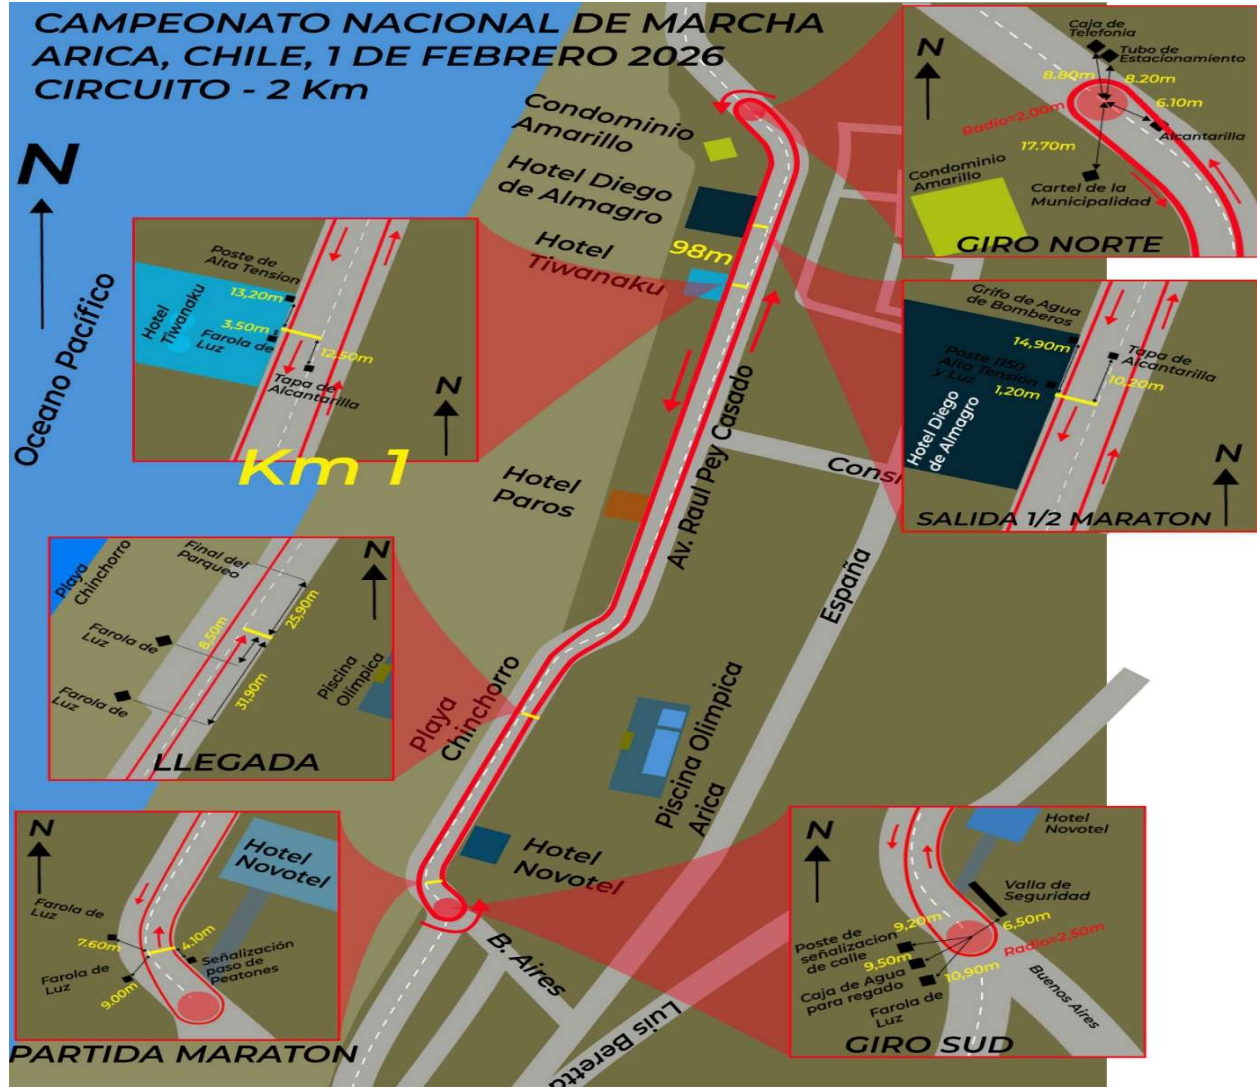 CAMPEONATO NACIONAL DE MARCHA
ARICA, CHILE, 1 DE FEBRERO 2026
CIRCUITO - 2 Km
N
Oceano Pacífico
Condominio
Amarillo
Hotel Diego
de Almagro
Hotel
Tiwanaku
98m
Hotel
Paros
Av. Raul Pey Casado
España
Playa
Chinchorro
Piscina Olimpica
Arica
Hotel
Novotel
B. Aires
Luis Beretta
N
Caja de
Telefonia
Tubo de
Estacionamiento
8.80m
8.20m
6.10m
Radio=2,00m
Alcantarilla
17.70m
Condominio
Amarillo
Cartel de la
Municipalidad
GIRO NORTE
Poste de
Alta Tension
13,20m
Hotel
Tiwanaku
3,50m
Farola de
Luz
12.50m
Tapa de
Alcantarilla
N
Km 1
Grifo de Agua
de Bomberos
14,90m
Poste 1150
Alta Tensión
y Luz
1,20m
Tapa de
Alcantarilla
10,20m
Hotel Diego
de Almagro
N
SALIDA 1/2 MARATON
Playa
Chinchorro
Final del
Parqueo
N
8.50m
25,90m
Farola de
Luz
Farola de
Luz
31,90m
Piscina
Olimpica
LLEGADA
N
Hotel
Novotel
Farola de
Luz
7.60m
4.10m
Farola de
Luz
9.00m
Señalización
paso de
Peatones
PARTIDA MARATON
N
Hotel
Novotel
Valla de
Seguridad
9,20m
6,50m
Poste de
señalizacion
de calle
Radio=2,50m
9,50m
Caja de Agua
para regado
10,90m
Farola de
Luz
Buenos Aires
GIRO SUD